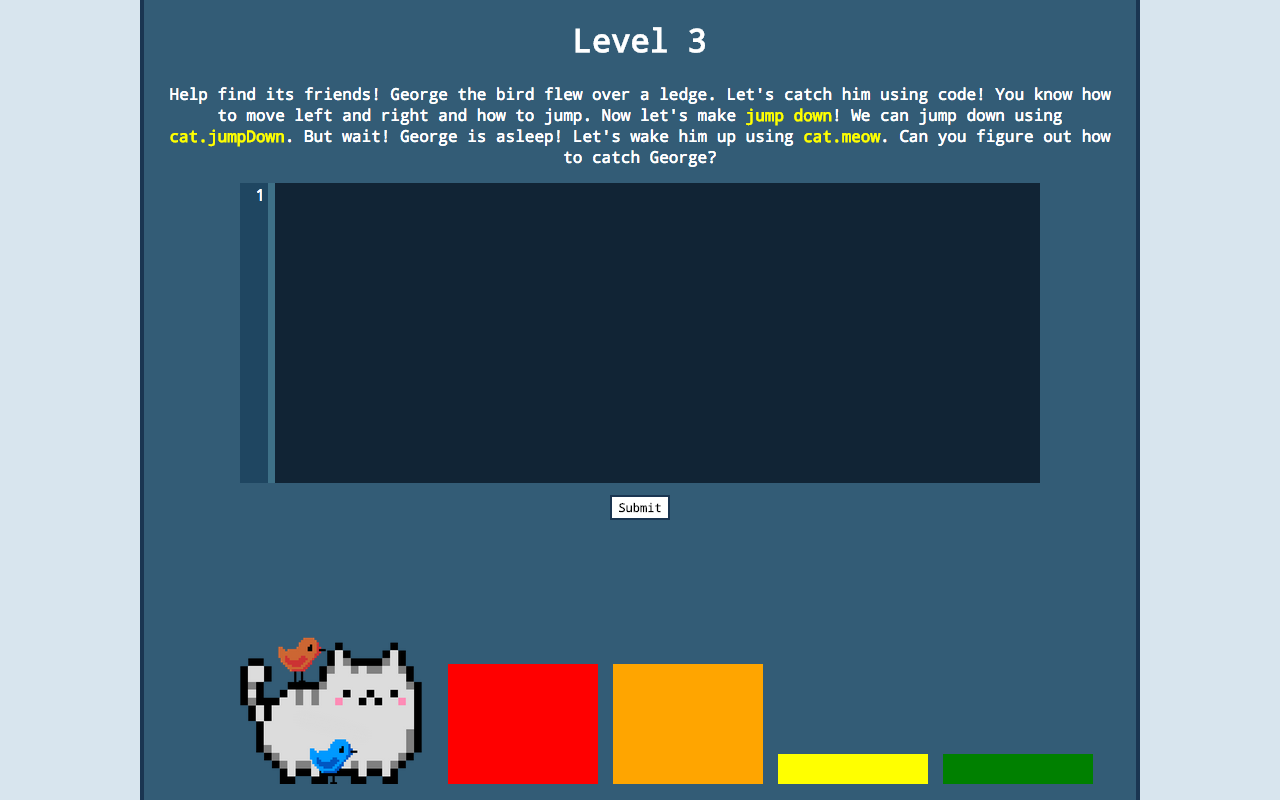 Level 3
Help find its friends! George the bird flew over a ledge. Let's catch him using code! You know how
to move left and right and how to jump. Now let's make jump down! We can jump down using
cat.jumpDown. But wait! George is asleep! Let's wake him up using cat.meow. Can you figure out how
to catch George?
1
Submit